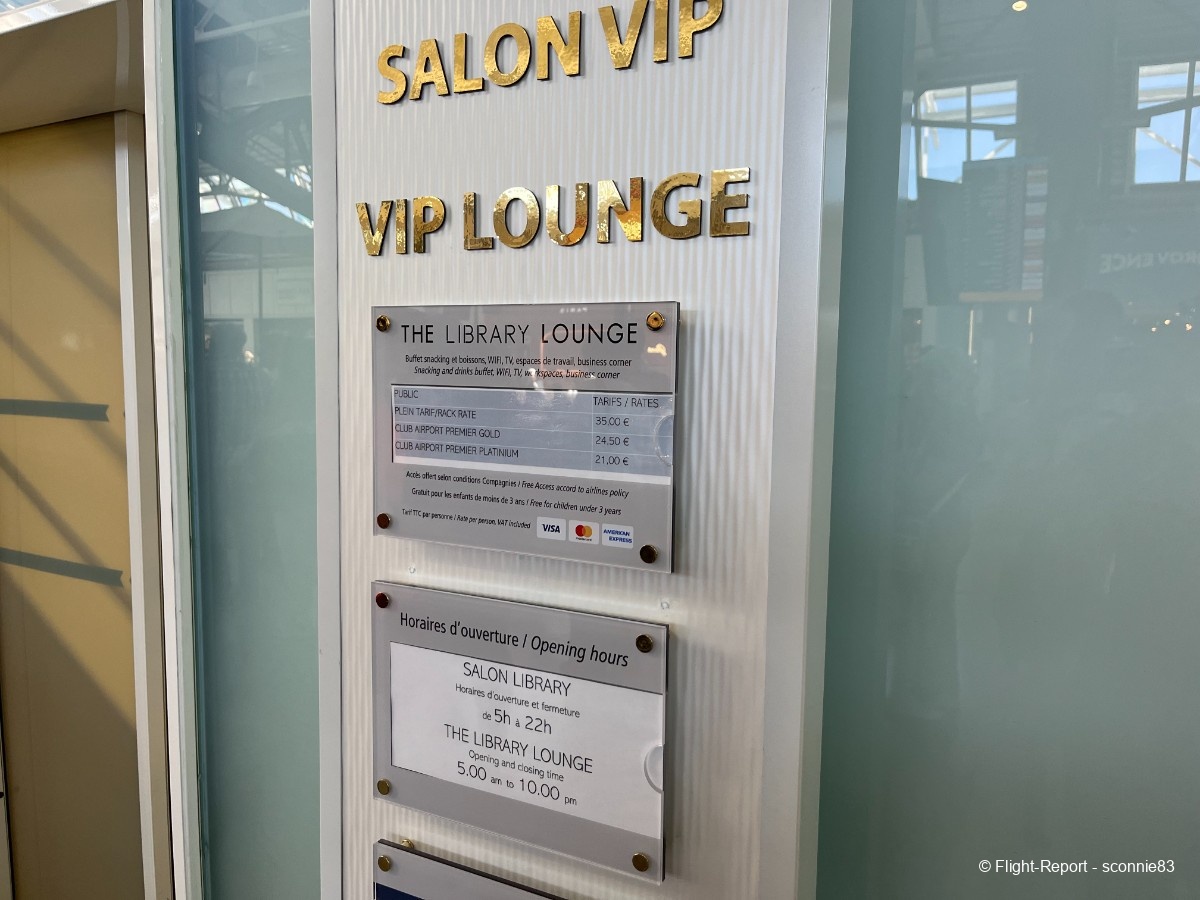 SALON VIP
VIP LOUNGE
THE LIBRARY LOUNGE
Buffet snacking et boissons, WIFI, TV, espaces de travail, business corner
Snacking and drinks buffet, WIFI, TV, workspaces, business corner
PUBLIC TARIFS / RATES
PLEIN TARIF/RACK RATE 35,00 €
CLUB AIRPORT PREMIER GOLD 24,50 €
CLUB AIRPORT PREMIER PLATINIUM 21,00 €
Accès offert selon conditions Compagnies / Free Access accord to airlines policy
Gratuit pour les enfants de moins de 3 ans / Free for children under 3 years
Tarif TTC par personne / Rate per person, VAT included VISA AMERICAN EXPRESS
Horaires d'ouverture / Opening hours
SALON LIBRARY
Horaires d'ouverture et fermeture
de 5h à 22h
THE LIBRARY LOUNGE
Opening and closing time
5.00 am to 10.00 pm
© Flight-Report - sconnie83